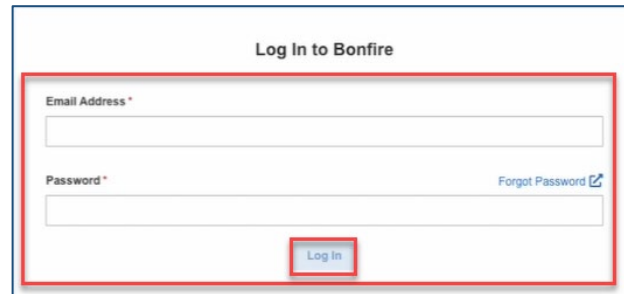 Log In to Bonfire
Email Address *
Password * Forgot Password
Log In